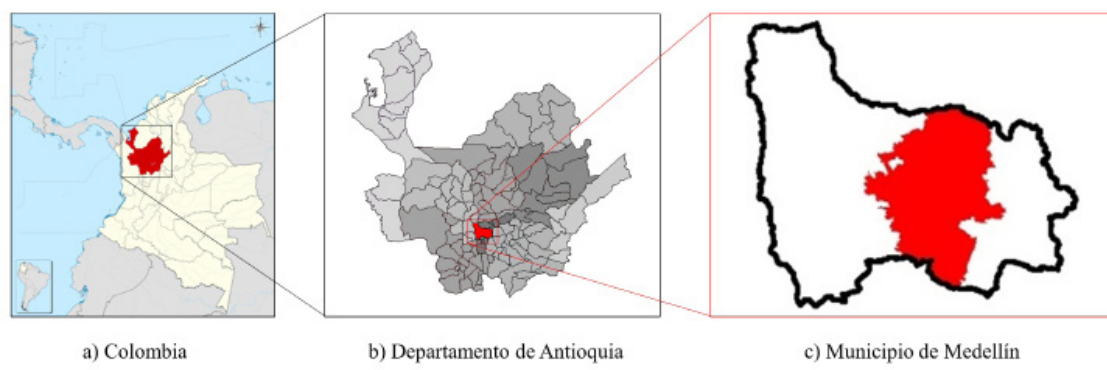 a) Colombia
b) Departamento de Antioquia
c) Municipio de Medellín